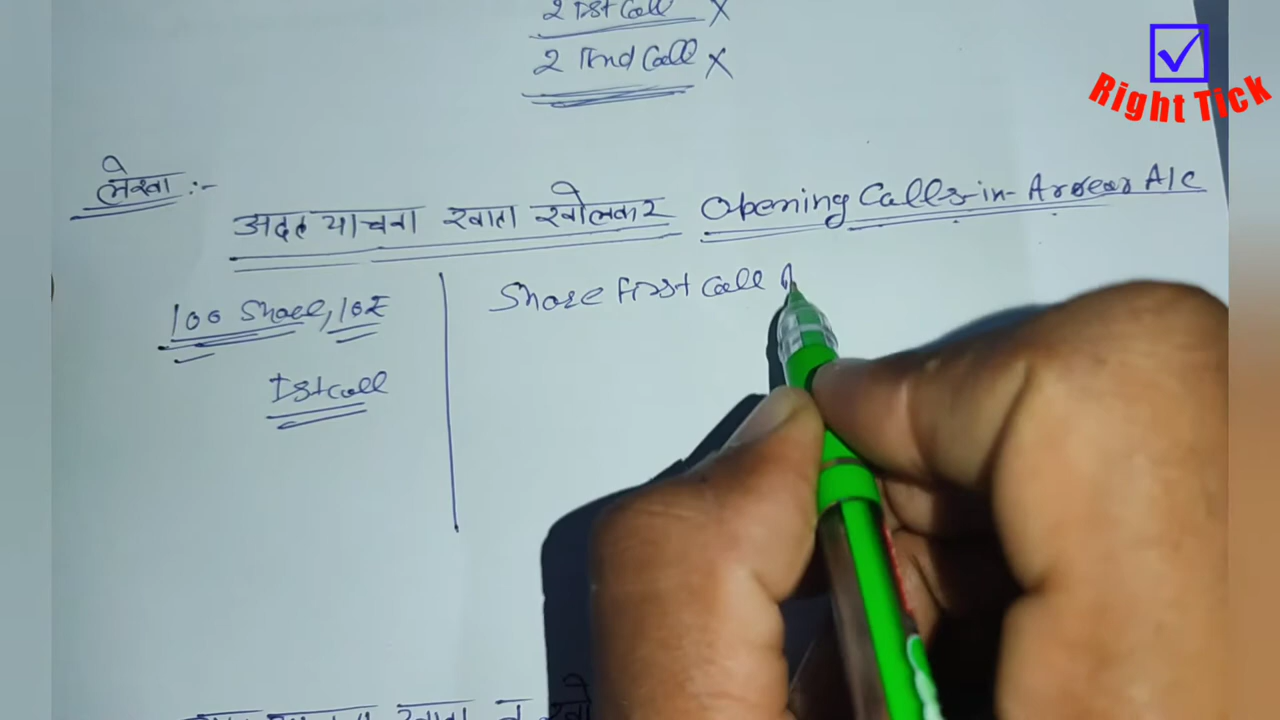 2 Ist Call X
2 IInd Call X
Right Tick
लेखा :-
अदत्त याचना खाता खोलकर Opening Calls-in-Arrear A/c
100 Share, 10₹
Ist call
Share First Call A
खाता न खो